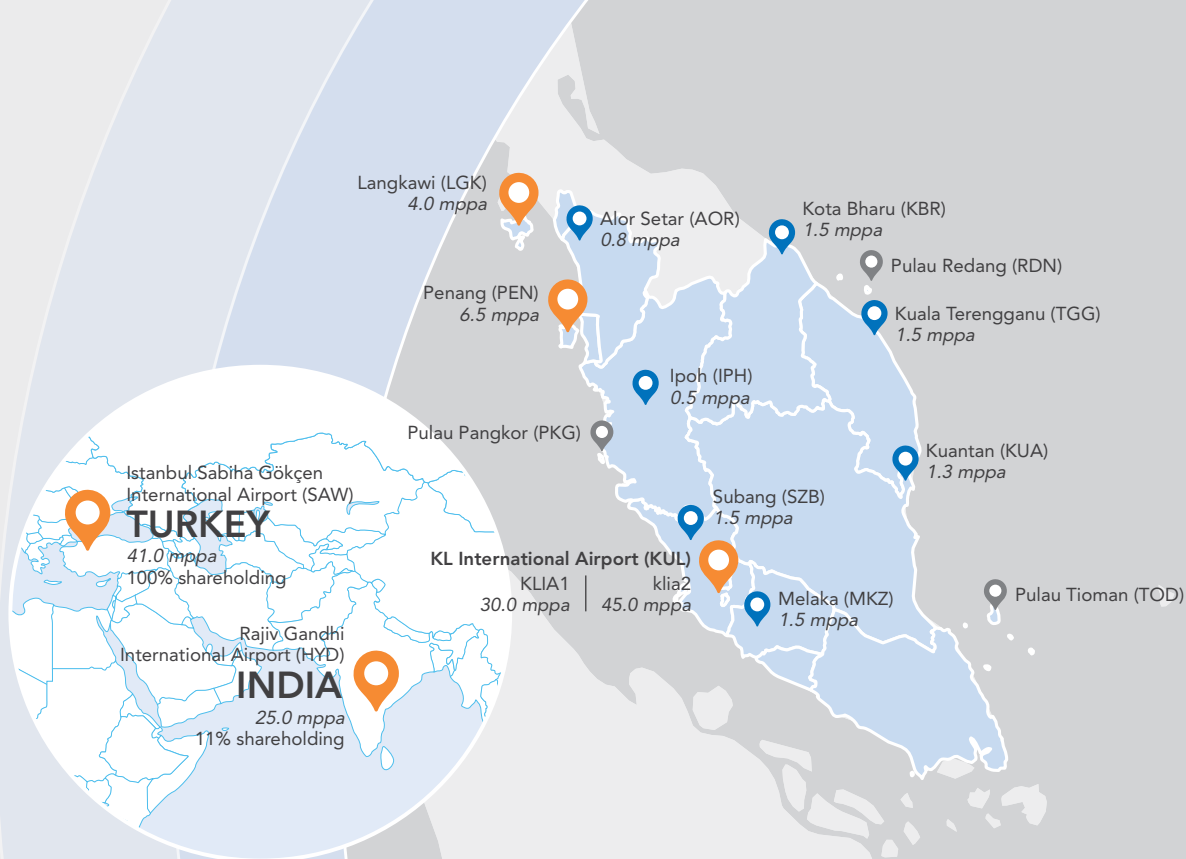 Langkawi (LGK)
4.0 mppa
Alor Setar (AOR)
0.8 mppa
Kota Bharu (KBR)
1.5 mppa
Pulau Redang (RDN)
Penang (PEN)
6.5 mppa
Kuala Terengganu (TGG)
1.5 mppa
Ipoh (IPH)
0.5 mppa
Pulau Pangkor (PKG)
Kuantan (KUA)
1.3 mppa
Istanbul Sabiha Gökçen
International Airport (SAW)
TURKEY
41.0 mppa
100% shareholding
Subang (SZB)
1.5 mppa
KL International Airport (KUL)
KLIA1 klia2
30.0 mppa 45.0 mppa
Melaka (MKZ)
1.5 mppa
Pulau Tioman (TOD)
Rajiv Gandhi
International Airport (HYD)
INDIA
25.0 mppa
11% shareholding